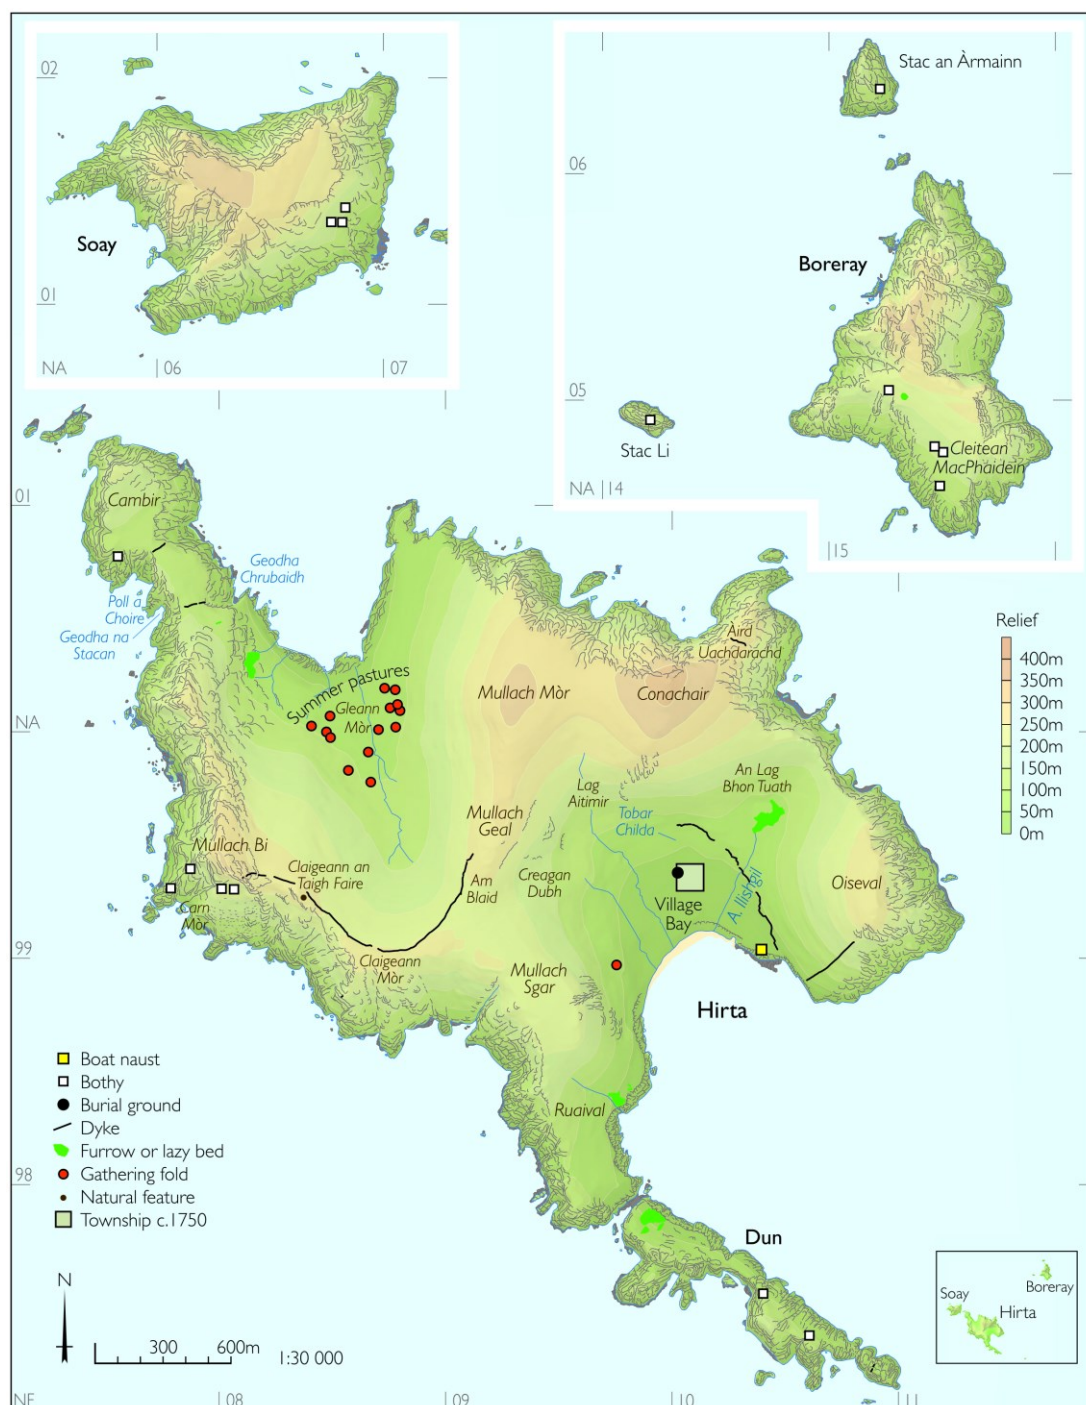 02
Soay
01
NA
06
07
Stac an Àrmainn
06
Boreray
05
Stac Li
Cleitean
MacPhaidein
NA
14
15
01
Cambir
Geodha
Chrubaidh
Poll a
Choire
Geodha na
Stacan
Summer pastures
Gleann
Mòr
Mullach Mòr
Conachair
Àird
Uachdarachd
Relief
400m
350m
300m
250m
200m
150m
100m
50m
0m
NA
Lag
Aitimir
An Lag
Bhon Tuath
Mullach
Geal
Tobar
Childa
Mullach Bi
Claigeann an
Taigh Faire
Am
Blaid
Creagan
Dubh
Oiseval
Carn
Mòr
Village
Bay
A. Ilishgil
99
Claigeann
Mòr
Mullach
Sgar
Hirta
Boat naust
Bothy
Burial ground
Dyke
Furrow or lazy bed
Gathering fold
Natural feature
Township c.1750
Ruaival
98
Dun
N
300
600m
1:30 000
Soay
Boreray
Hirta
NF
08
09
10
11